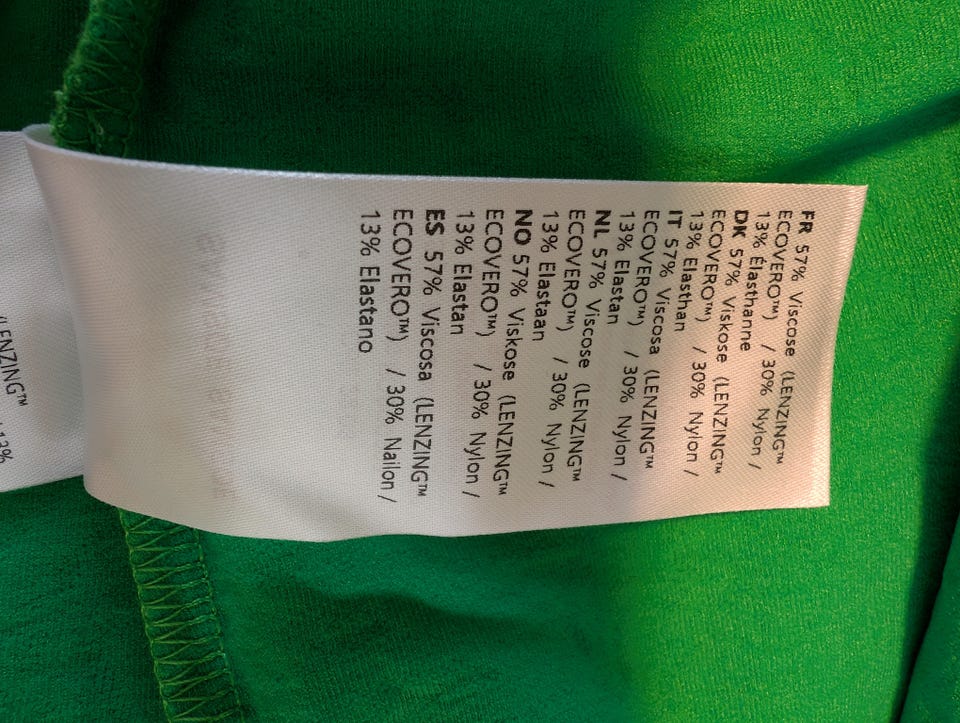 FR 57% Viscose (LENZING™
ECOVERO™) / 30% Nylon /
13% Élasthanne
DK 57% Viskose (LENZING™
ECOVERO™) / 30% Nylon /
13% Elasthan
IT 57% Viscosa (LENZING™
ECOVERO™) / 30% Nylon /
13% Elastan
NL 57% Viscose (LENZING™
ECOVERO™) / 30% Nylon /
13% Elastaan
NO 57% Viskose (LENZING™
ECOVERO™) / 30% Nylon /
13% Elastan
ES 57% Viscosa (LENZING™
ECOVERO™) / 30% Nailon /
13% Elastano
(LENZING™
13%